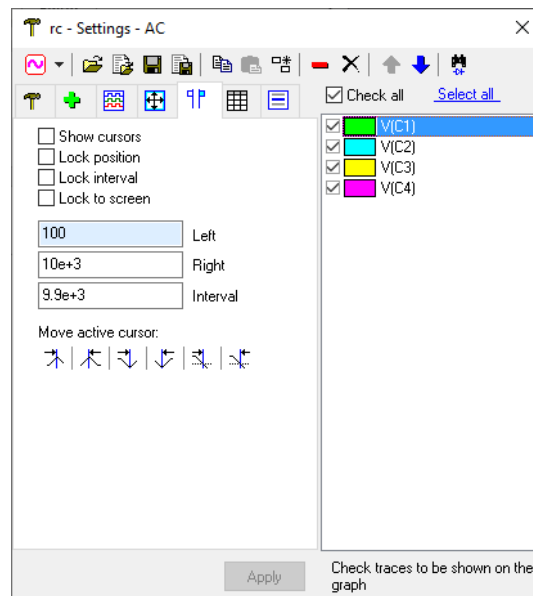 rc - Settings - AC
Check all
Select all
Show cursors
Lock position
Lock interval
Lock to screen
100
Left
10e+3
Right
9.9e+3
Interval
Move active cursor:
V(C1)
V(C2)
V(C3)
V(C4)
Apply
Check traces to be shown on the
graph